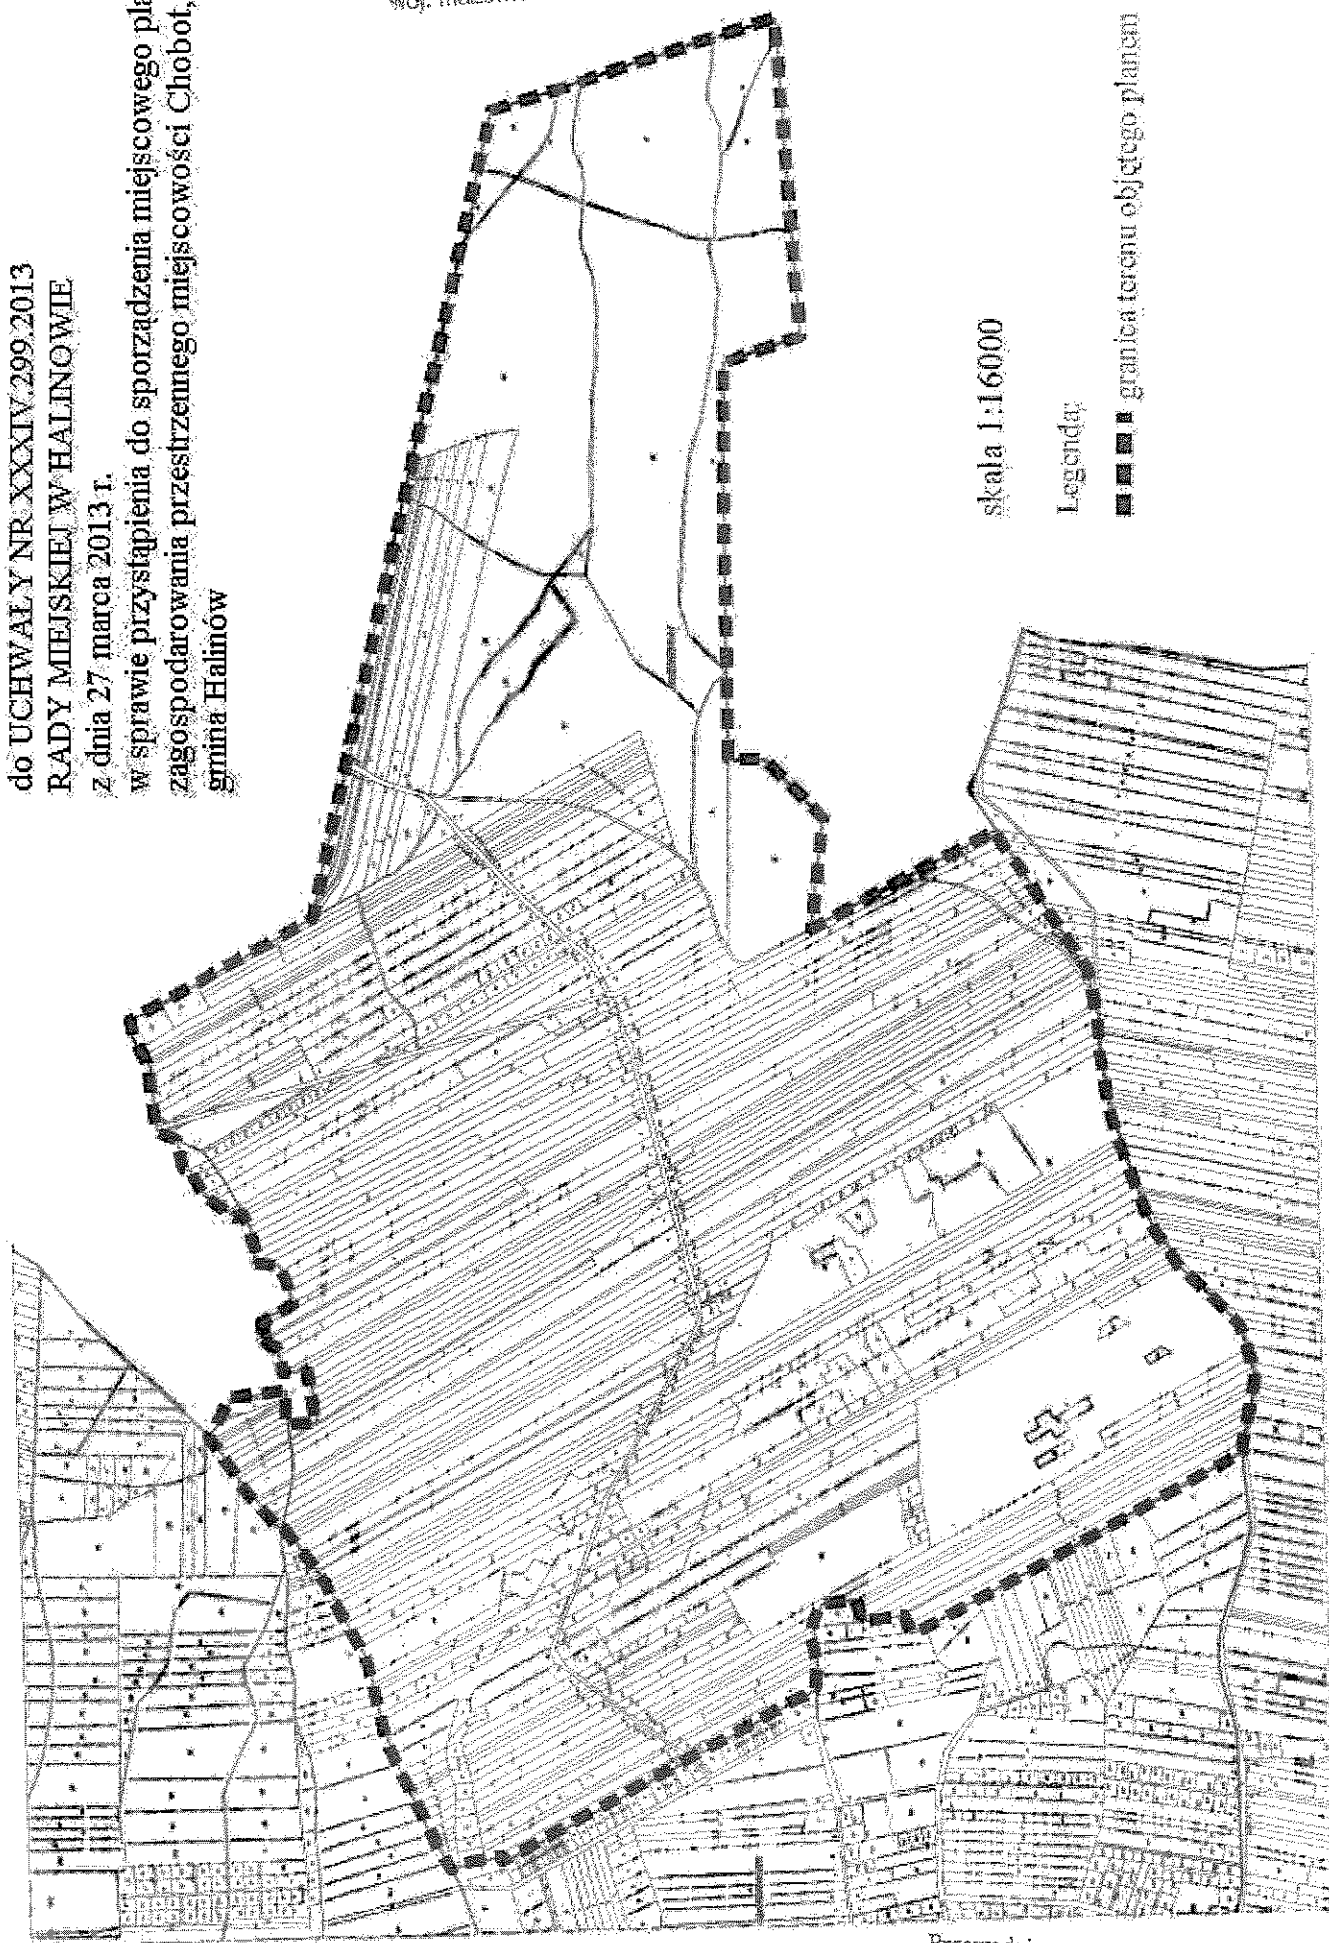 do UCHWAŁY NR XXXIV.299.2013
RADY MIEJSKIEJ W HALINOWIE
z dnia 27 marca 2013 r.
w sprawie przystąpienia do sporządzenia miejscowego pla
zagospodarowania przestrzennego miejscowości Chobot,
gmina Halinów
skala 1:16000
Legenda:
granica terenu objętego planem